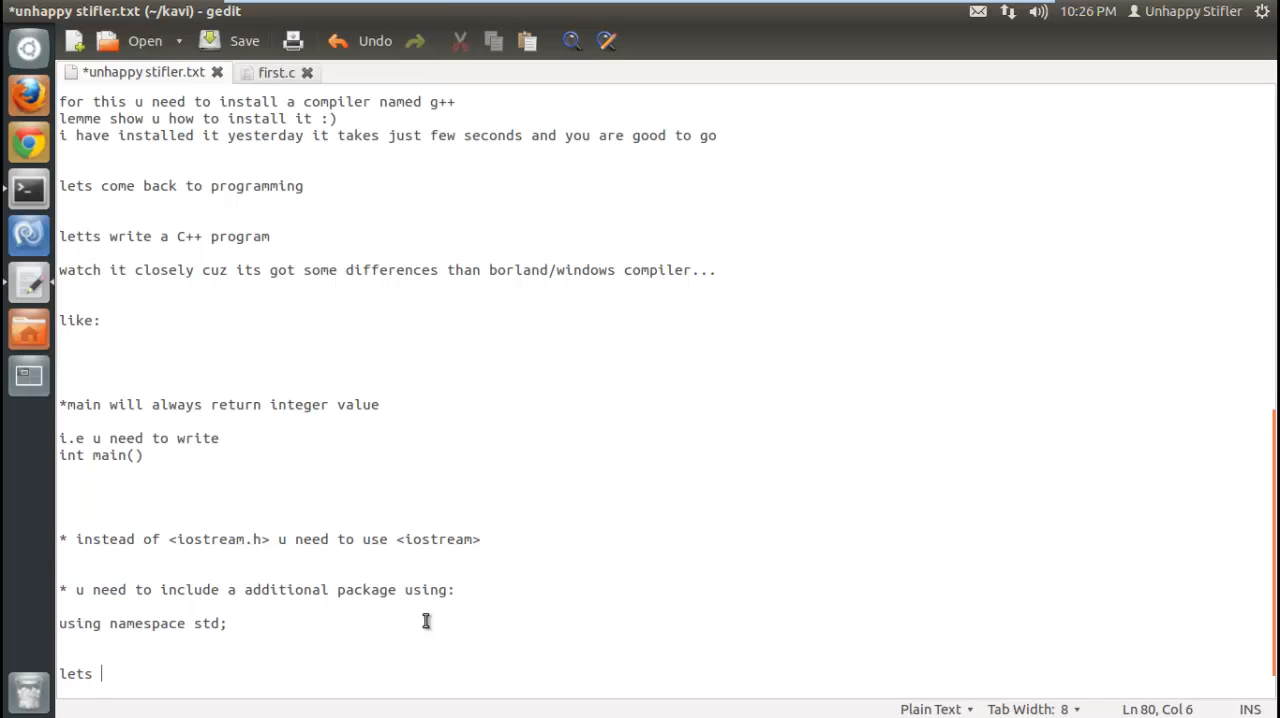 *unhappy stifler.txt (~/kavi) - gedit
10:26 PM
Unhappy Stifler
Open
Save
Undo
*unhappy stifler.txt
first.c
for this u need to install a compiler named g++
lemme show u how to install it :)
i have installed it yesterday it takes just few seconds and you are good to go
lets come back to programming
letts write a C++ program
watch it closely cuz its got some differences than borland/windows compiler...
like:
*main will always return integer value
i.e u need to write
int main()
* instead of <iostream.h> u need to use <iostream>
* u need to include a additional package using:
using namespace std;
lets
Plain Text
Tab Width: 8
Ln 80, Col 6
INS